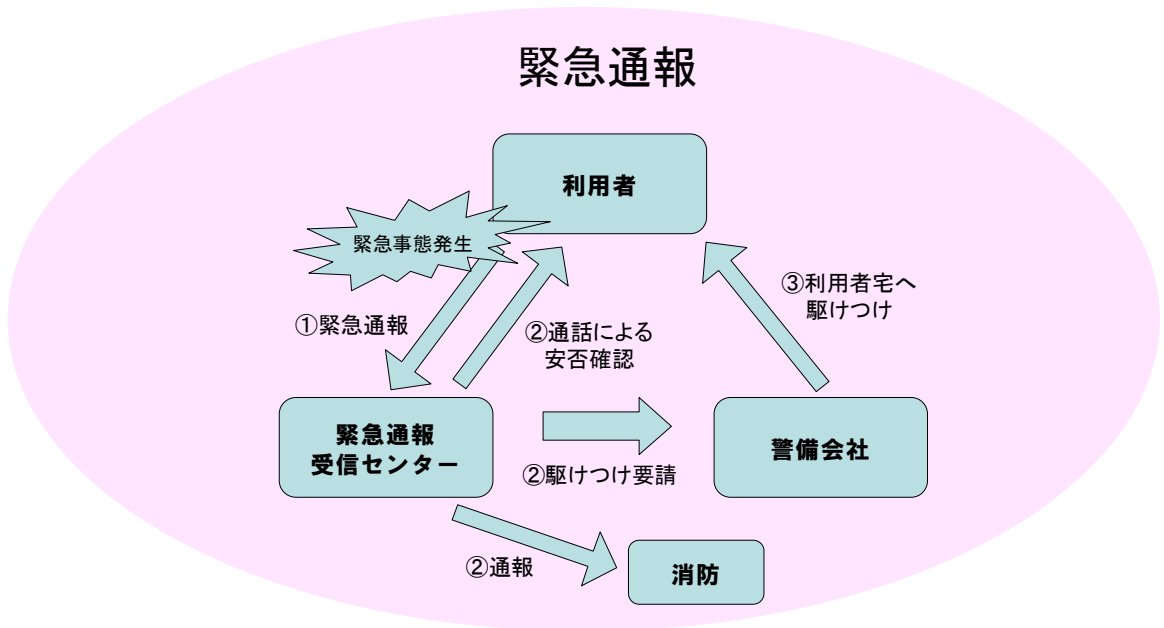 緊急通報
利用者
緊急事態発生
①緊急通報
②通話による
安否確認
③利用者宅へ
駆けつけ
緊急通報
受信センター
②駆けつけ要請
警備会社
②通報
消防